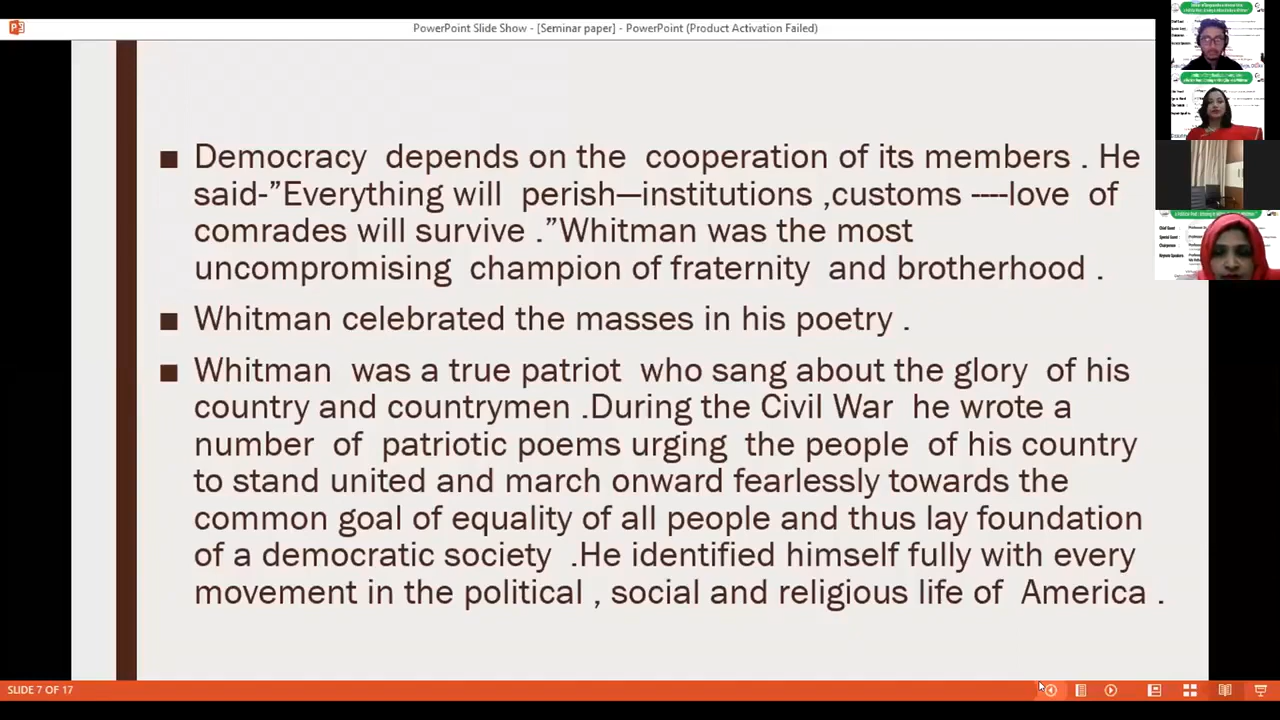 PowerPoint Slide Show - [Seminar paper] - PowerPoint (Product Activation Failed)
■ Democracy depends on the cooperation of its members . He
said-”Everything will perish—institutions ,customs ----love of
comrades will survive .”Whitman was the most
uncompromising champion of fraternity and brotherhood .
■ Whitman celebrated the masses in his poetry .
■ Whitman was a true patriot who sang about the glory of his
country and countrymen .During the Civil War he wrote a
number of patriotic poems urging the people of his country
to stand united and march onward fearlessly towards the
common goal of equality of all people and thus lay foundation
of a democratic society .He identified himself fully with every
movement in the political , social and religious life of America .
SLIDE 7 OF 17